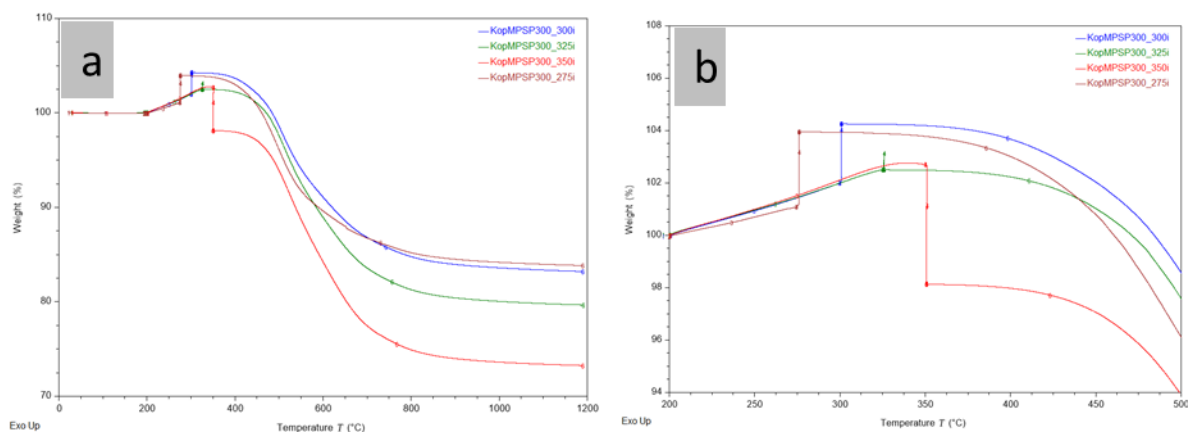 a
KopMPSP300_300i
KopMPSP300_325i
KopMPSP300_350i
KopMPSP300_275i
110
100
90
80
70
Weight (%)
0
200
400
600
800
1000
1200
Exo Up
Temperature T (°C)
b
KopMPSP300_300i
KopMPSP300_325i
KopMPSP300_350i
KopMPSP300_275i
108
106
104
102
100
98
96
94
Weight (%)
200
250
300
350
400
450
500
Exo Up
Temperature T (°C)